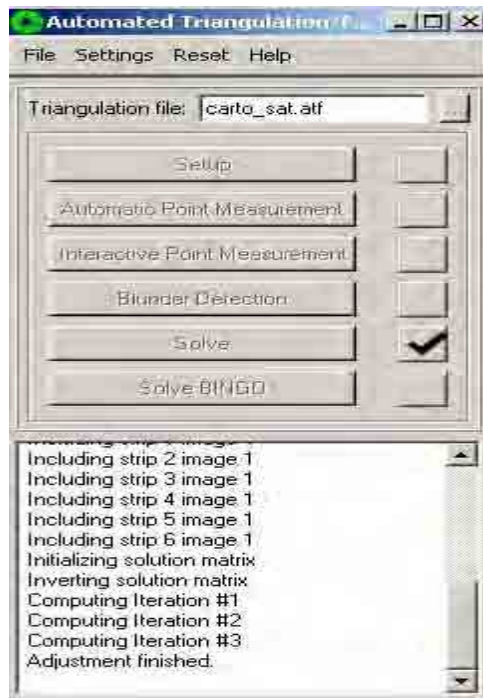 Automated Triangulation
File Settings Reset Help
Triangulation file: carto_sat.atf ...
Setup
Automatic Point Measurement
Interactive Point Measurement
Blunder Detection
Solve
Solve BINGO
Including strip 2 image 1
Including strip 3 image 1
Including strip 4 image 1
Including strip 5 image 1
Including strip 6 image 1
Initializing solution matrix
Inverting solution matrix
Computing Iteration #1
Computing Iteration #2
Computing Iteration #3
Adjustment finished.